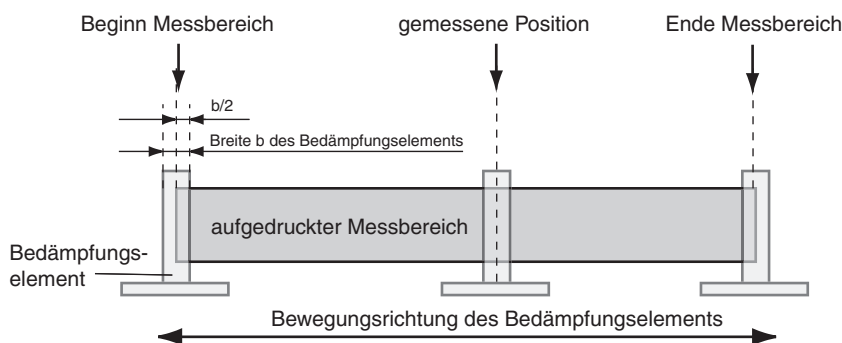 Beginn Messbereich
gemessene Position
Ende Messbereich
b/2
Breite b des Bedämpfungselements
aufgedruckter Messbereich
Bedämpfungs-
element
Bewegungsrichtung des Bedämpfungselements